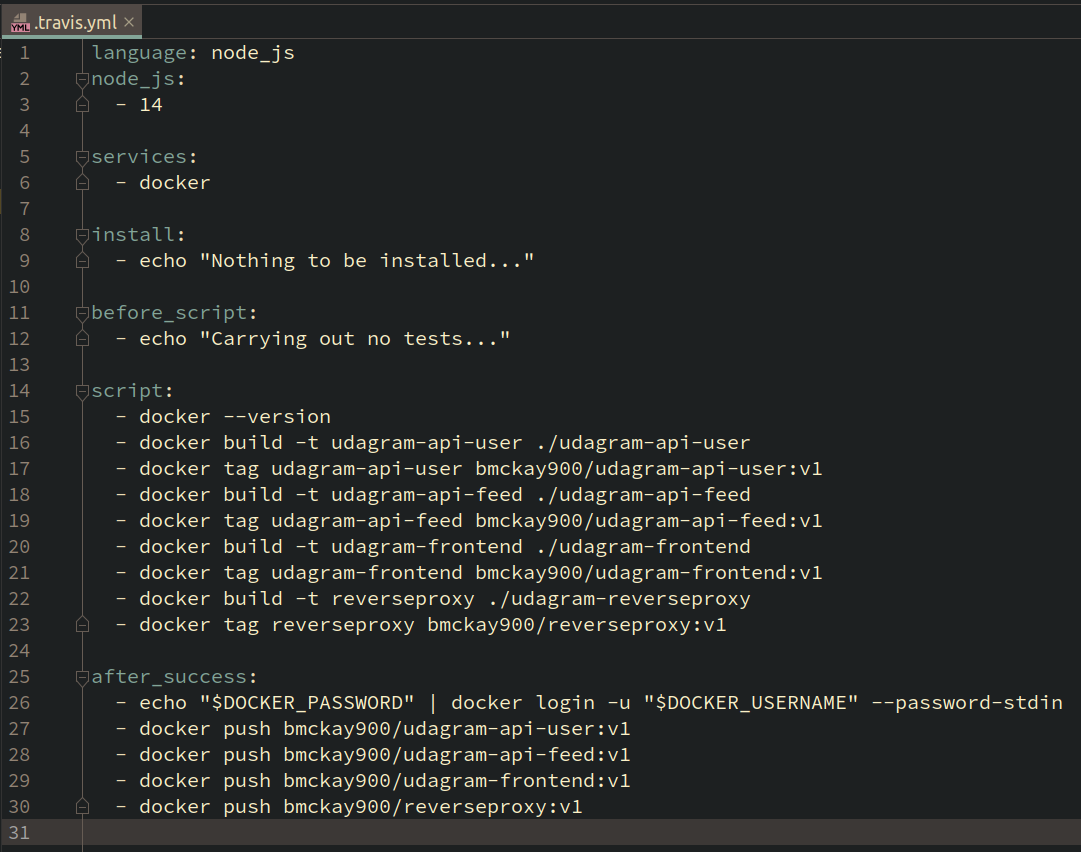 YML .travis.yml ×
1 language: node_js
2 node_js:
3   - 14
4
5 services:
6   - docker
7
8 install:
9   - echo "Nothing to be installed..."
10
11 before_script:
12   - echo "Carrying out no tests..."
13
14 script:
15   - docker --version
16   - docker build -t udagram-api-user ./udagram-api-user
17   - docker tag udagram-api-user bmckay900/udagram-api-user:v1
18   - docker build -t udagram-api-feed ./udagram-api-feed
19   - docker tag udagram-api-feed bmckay900/udagram-api-feed:v1
20   - docker build -t udagram-frontend ./udagram-frontend
21   - docker tag udagram-frontend bmckay900/udagram-frontend:v1
22   - docker build -t reverseproxy ./udagram-reverseproxy
23   - docker tag reverseproxy bmckay900/reverseproxy:v1
24
25 after_success:
26   - echo "$DOCKER_PASSWORD" | docker login -u "$DOCKER_USERNAME" --password-stdin
27   - docker push bmckay900/udagram-api-user:v1
28   - docker push bmckay900/udagram-api-feed:v1
29   - docker push bmckay900/udagram-frontend:v1
30   - docker push bmckay900/reverseproxy:v1
31